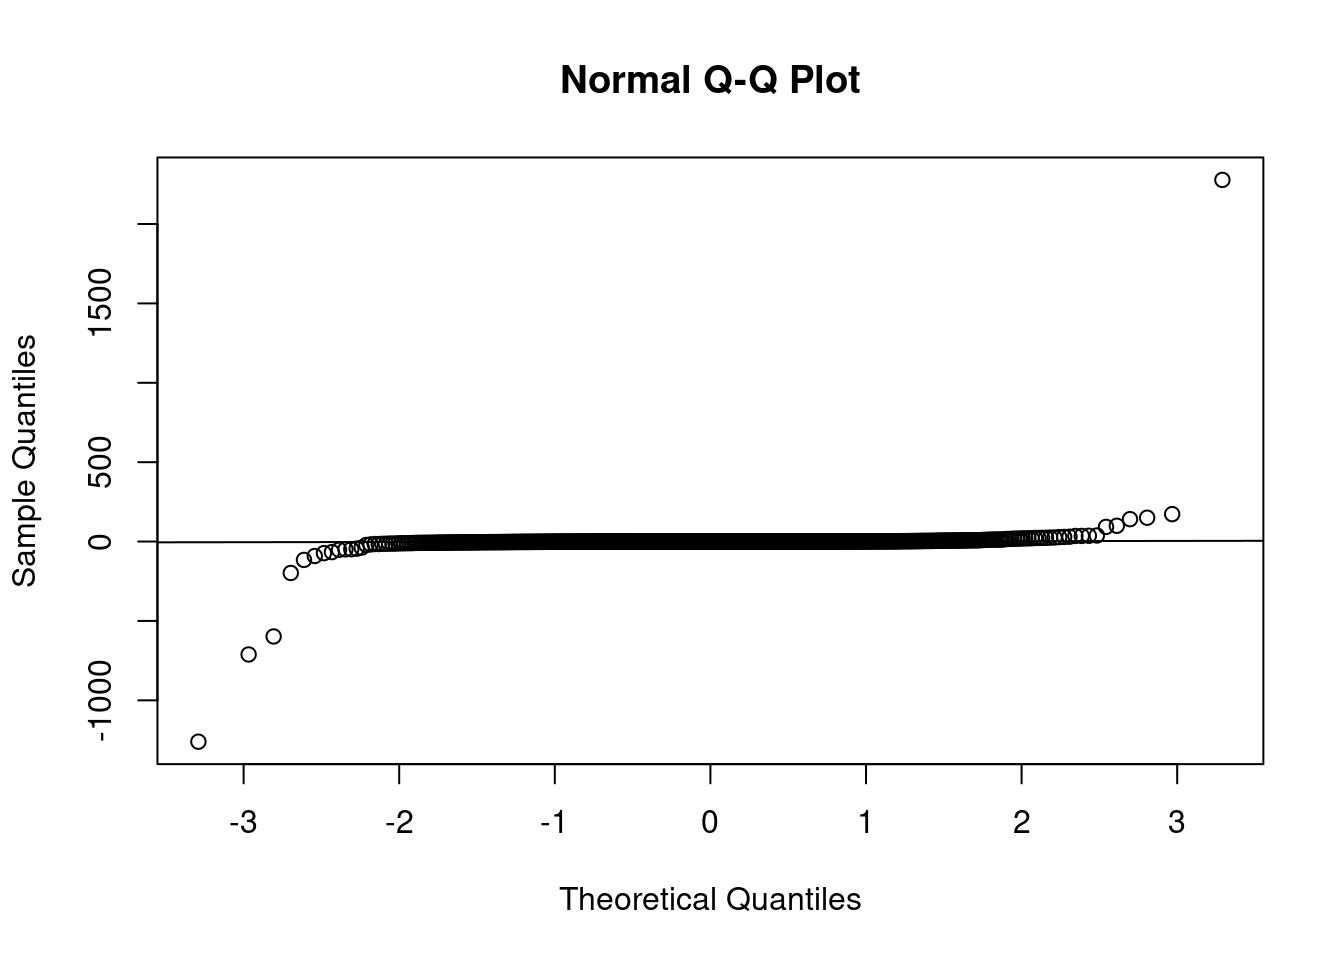 Normal Q-Q Plot
Sample Quantiles
1500
500
0
-1000
-3 -2 -1 0 1 2 3
Theoretical Quantiles